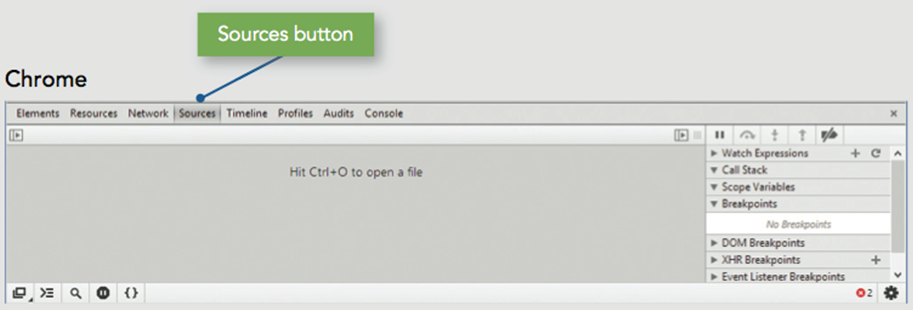 Sources button
Chrome
Elements Resources Network Sources Timeline Profiles Audits Console
Hit Ctrl+O to open a file
Watch Expressions
Call Stack
Scope Variables
Breakpoints
No Breakpoints
DOM Breakpoints
XHR Breakpoints
Event Listener Breakpoints
2